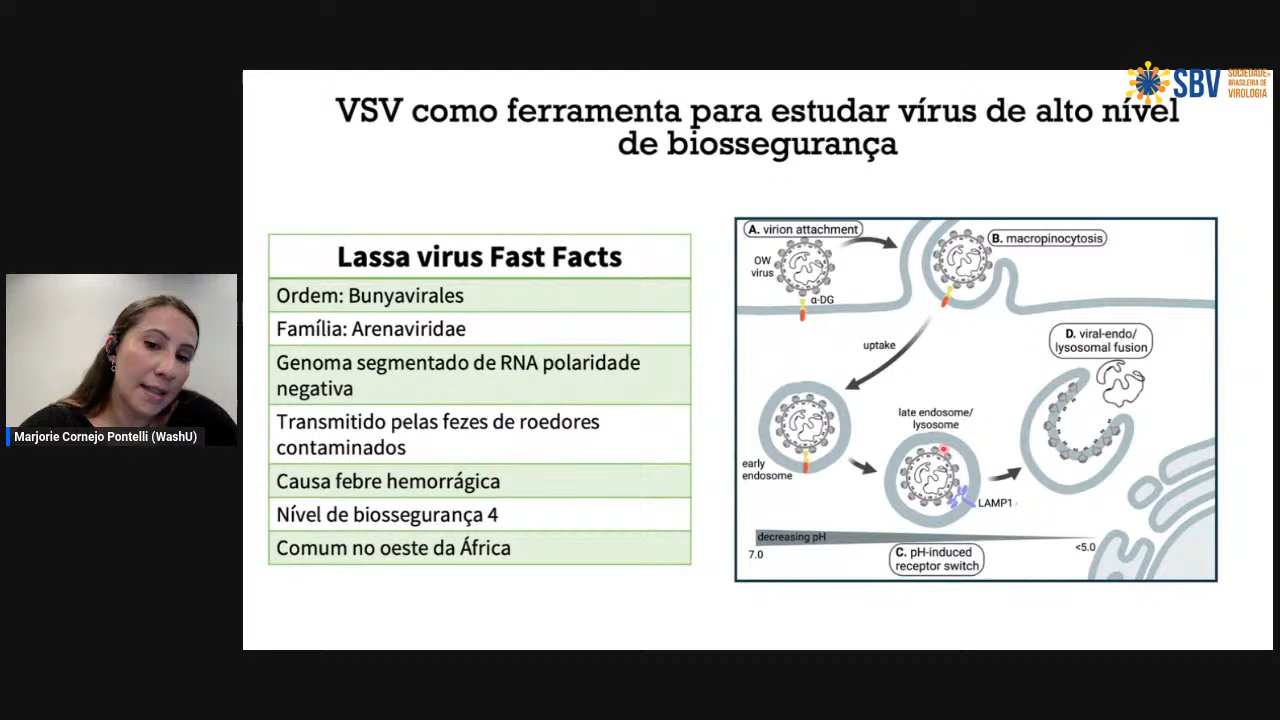 SBV
SOCIEDADE
BRASILEIRA DE
VIROLOGIA
VSV como ferramenta para estudar vírus de alto nível
de biossegurança
Lassa virus Fast Facts
Ordem: Bunyavirales
Família: Arenaviridae
Genoma segmentado de RNA polaridade
negativa
Transmitido pelas fezes de roedores
contaminados
Causa febre hemorrágica
Nível de biossegurança 4
Comum no oeste da África
A. virion attachment
OW
virus
α-DG
B. macropinocytosis
uptake
D. viral-endo/
lysosomal fusion
early
endosome
late endosome/
lysosome
LAMP1
decreasing pH
7.0
<5.0
C. pH-induced
receptor switch
Marjorie Cornejo Pontelli (WashU)